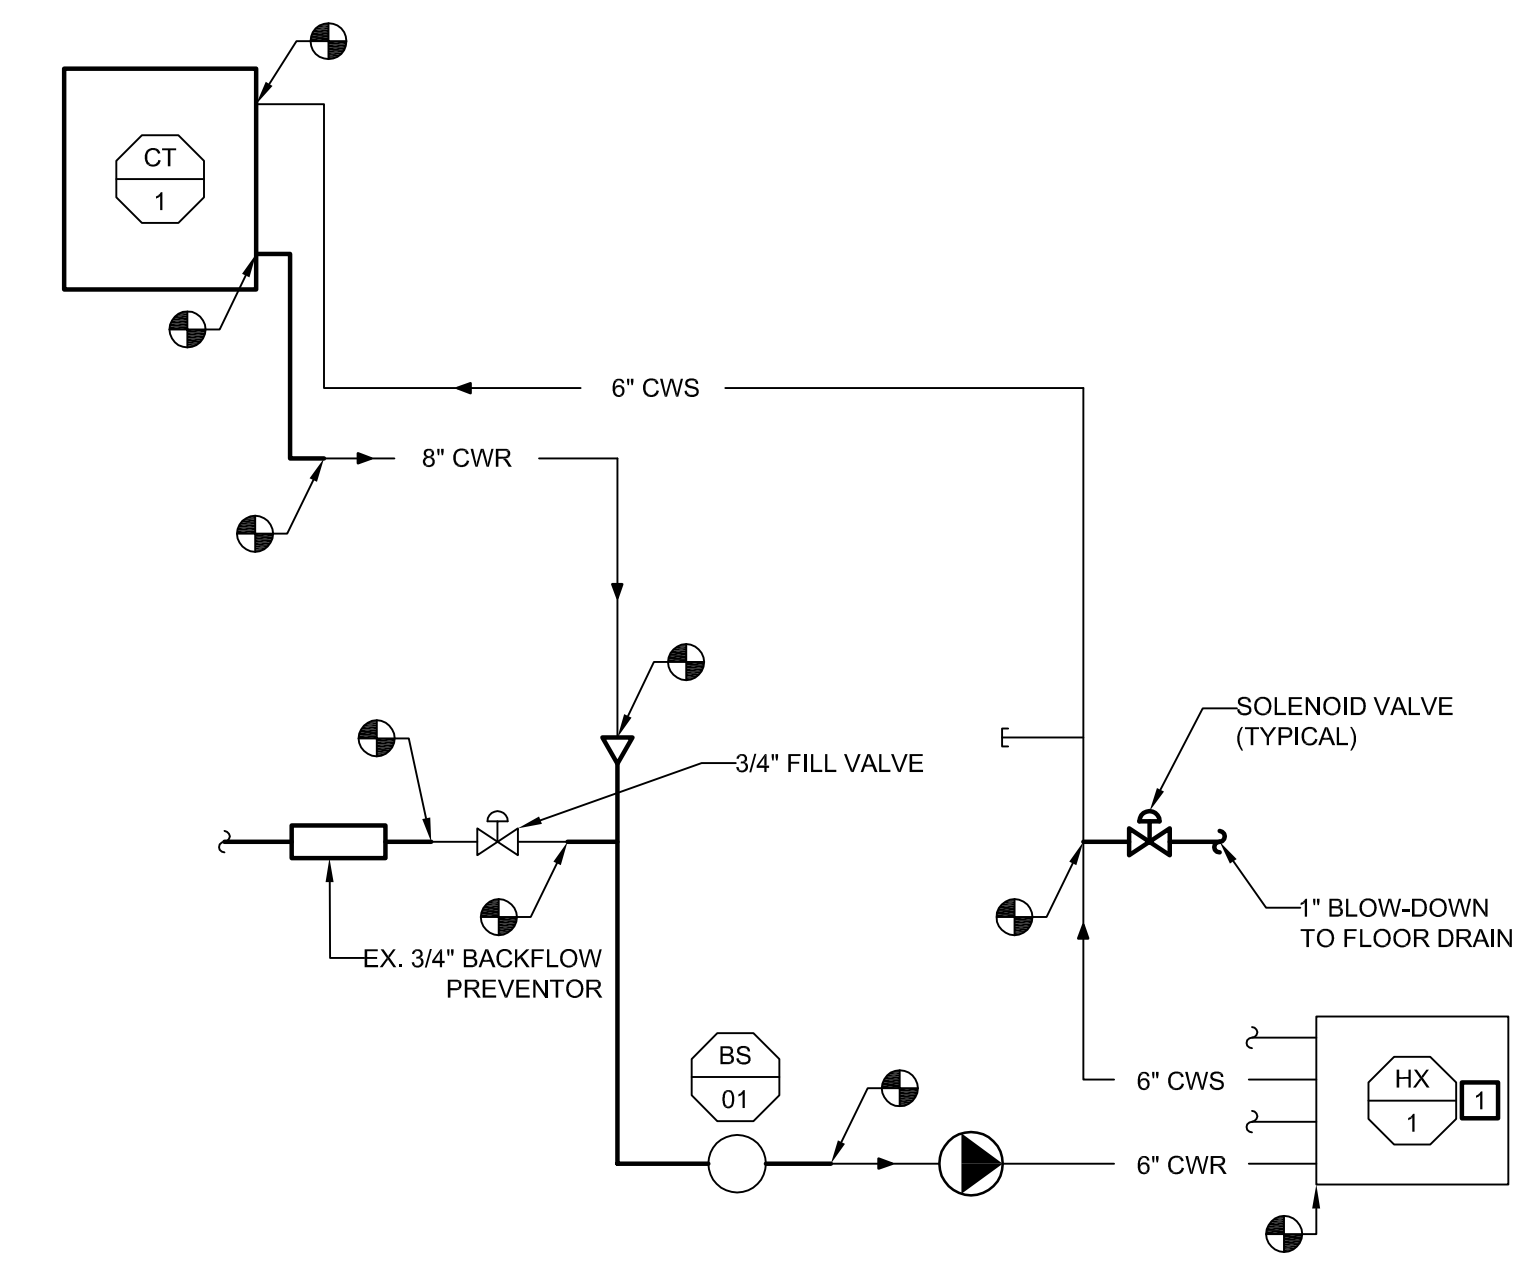 CT
1
6" CWS
8" CWR
SOLENOID VALVE
(TYPICAL)
3/4" FILL VALVE
1" BLOW-DOWN
TO FLOOR DRAIN
EX. 3/4" BACKFLOW
PREVENTOR
BS
01
6" CWS
HX
1
1
6" CWR